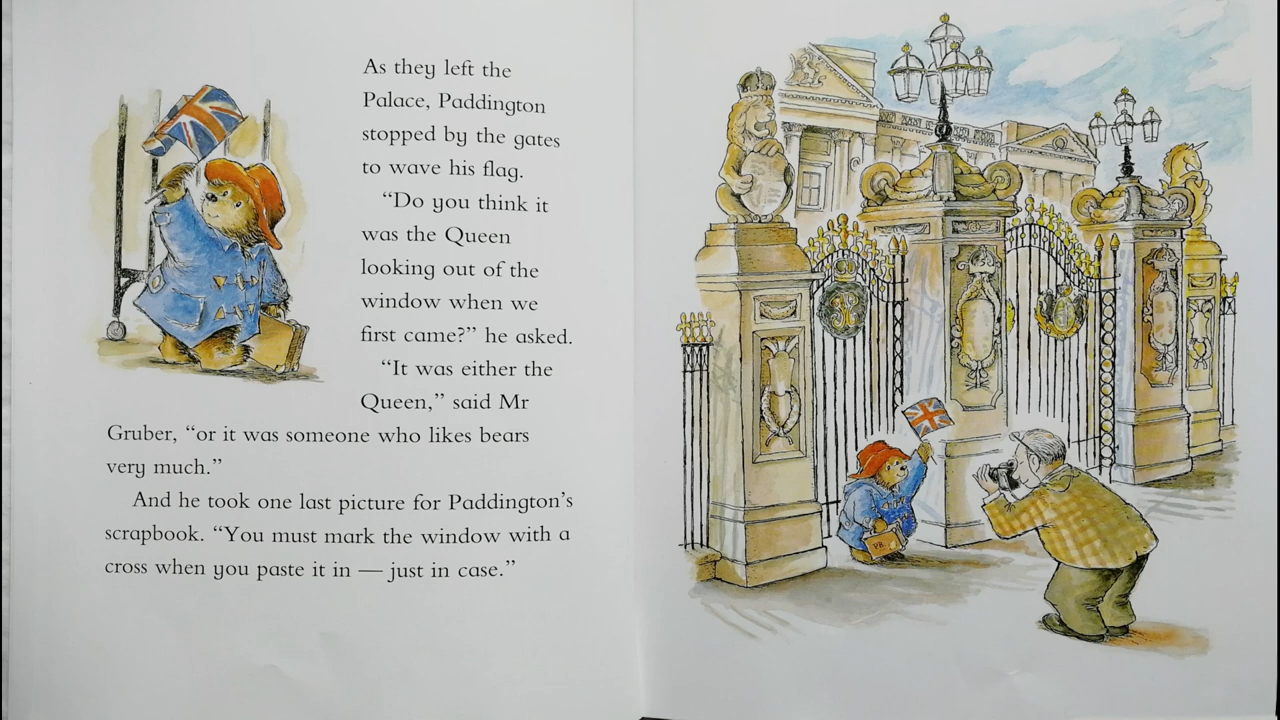 As they left the
Palace, Paddington
stopped by the gates
to wave his flag.
“Do you think it
was the Queen
looking out of the
window when we
first came?” he asked.
“It was either the
Queen,” said Mr
Gruber, “or it was someone who likes bears
very much.”
And he took one last picture for Paddington’s
scrapbook. “You must mark the window with a
cross when you paste it in — just in case.”
PB.